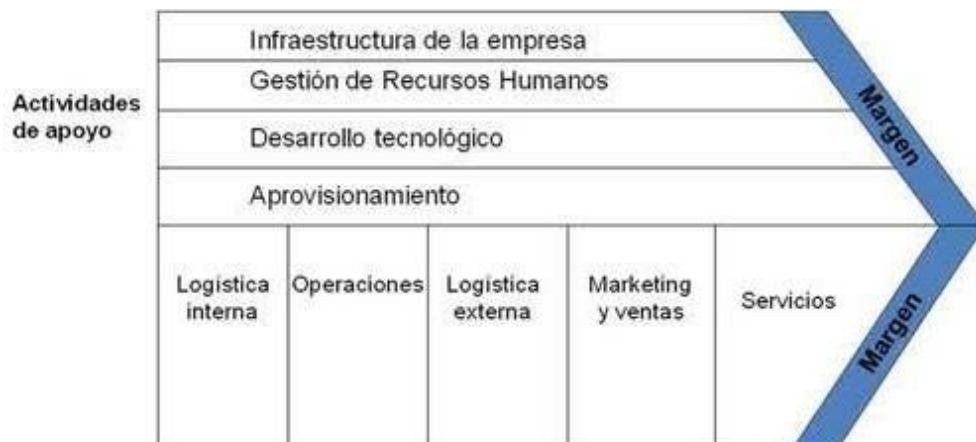 Infraestructura de la empresa
Gestión de Recursos Humanos
Actividades
de apoyo
Desarrollo tecnológico
Aprovisionamiento
Margen
Logística
interna
Operaciones
Logística
externa
Marketing
y ventas
Servicios
Margen